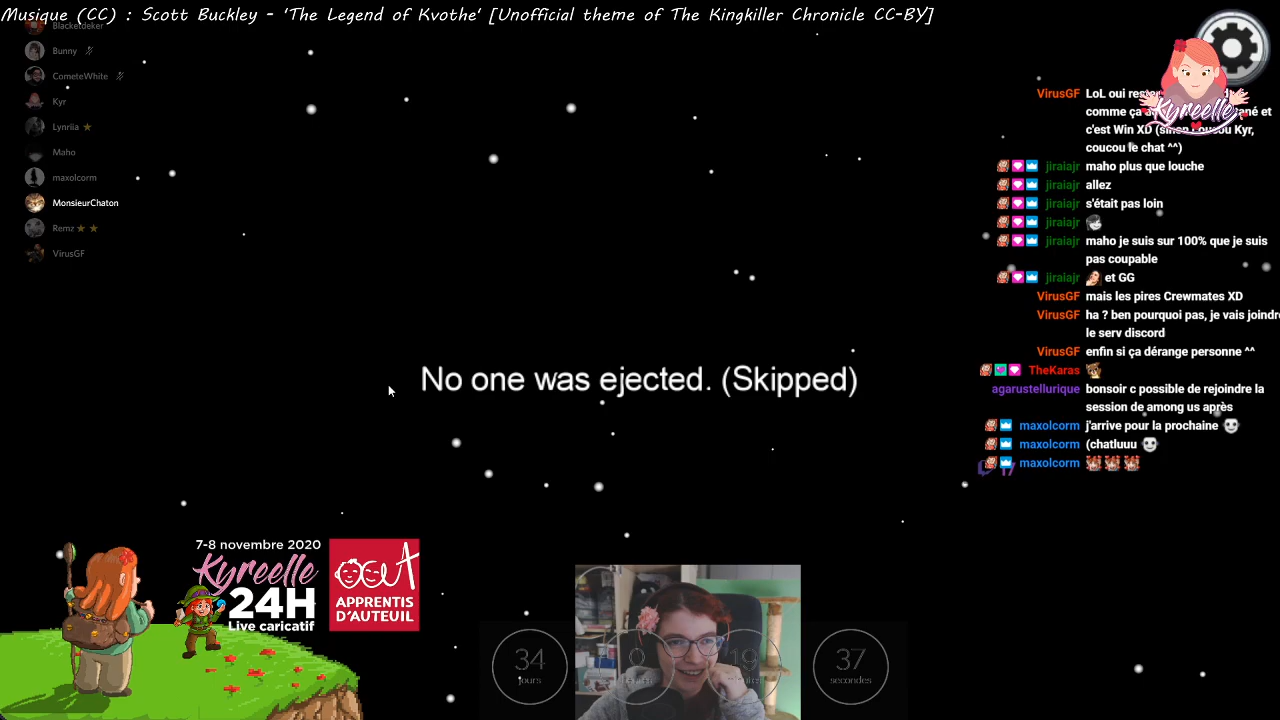 Musique (CC) : Scott Buckley - 'The Legend of Kvothe' [Unofficial theme of The Kingkiller Chronicle CC-BY]
Blacketdeker
Bunny
CometeWhite
Kyr
Lynriia
Maho
maxolcorm
MonsieurChaton
Remz
VirusGF
Kyreelle
VirusGF LoL oui
comme ça
c'est Win XD Kyr,
coucou le chat ^^)
jiraiajr maho plus que louche
jiraiajr allez
jiraiajr s'était pas loin
jiraiajr
jiraiajr maho je suis sur 100% que je suis
pas coupable
jiraiajr et GG
VirusGF mais les pires Crewmates XD
VirusGF ha ? ben pourquoi pas, je vais joindre
le serv discord
VirusGF enfin si ça dérange personne ^^
TheKaras
agarustellurique bonsoir c possible de rejoindre la
session de among us après
maxolcorm j'arrive pour la prochaine
maxolcorm (chatluuu
maxolcorm
No one was ejected. (Skipped)
7-8 novembre 2020
Kyreelle
24H
Live caricatif
APPRENTIS
D'AUTEUIL
34
jours
0
19
37
secondes